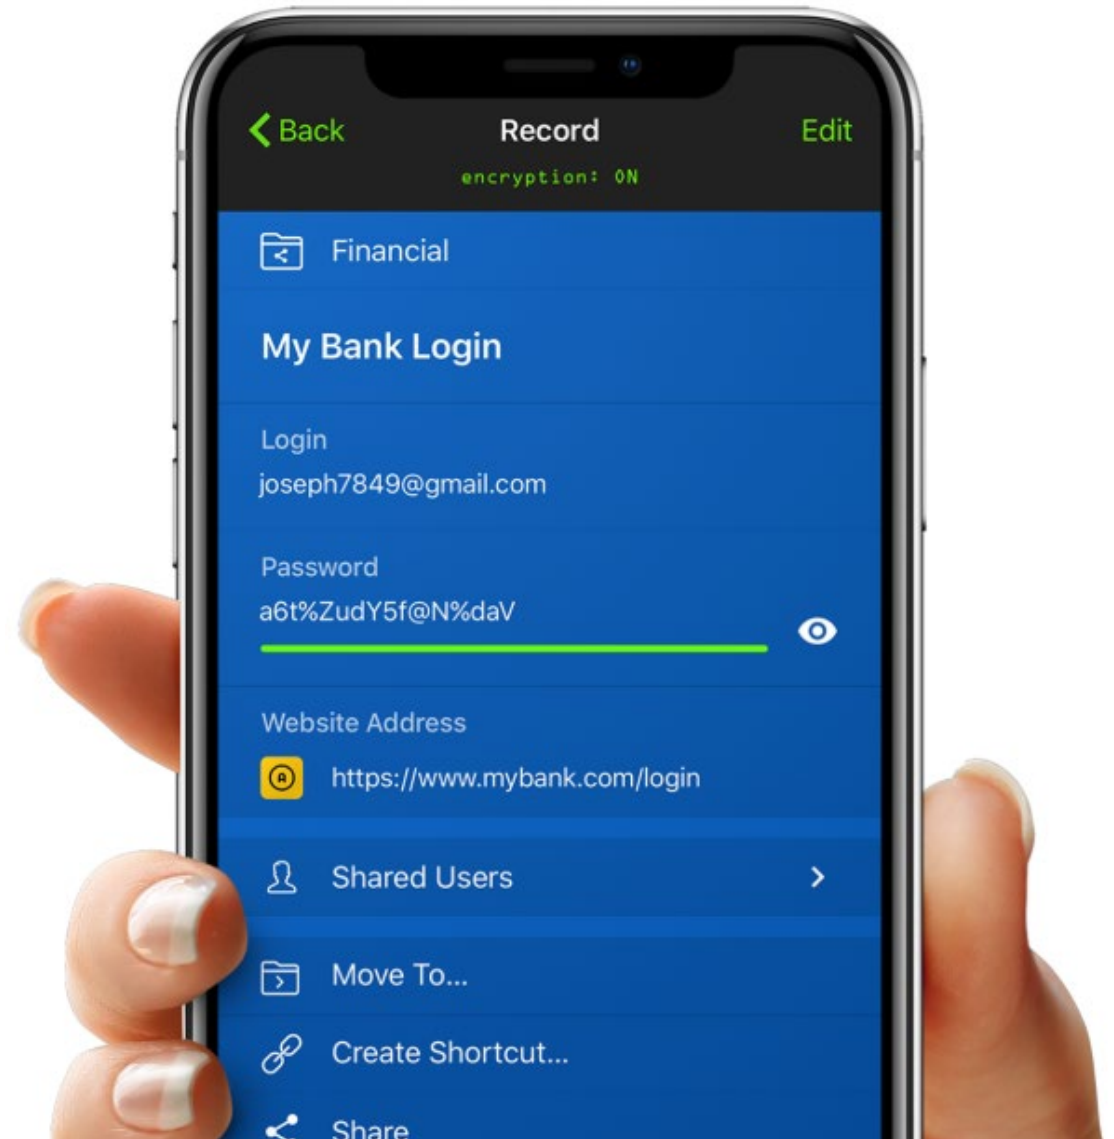 Back Record Edit
encryption: ON
Financial
My Bank Login
Login
joseph7849@gmail.com
Password
a6t%ZudY5f@N%daV
Website Address
https://www.mybank.com/login
Shared Users
Move To...
Create Shortcut...
Share